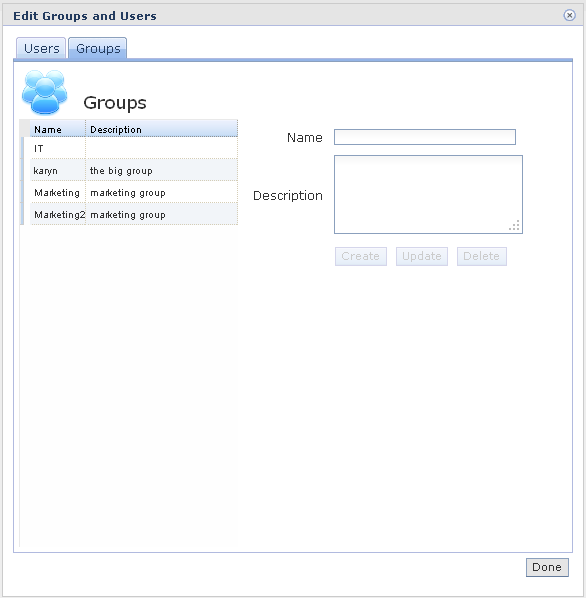 Edit Groups and Users
Users Groups
Groups
Name Description
IT
karyn the big group
Marketing marketing group
Marketing2 marketing group
Name
Description
Create Update Delete
Done